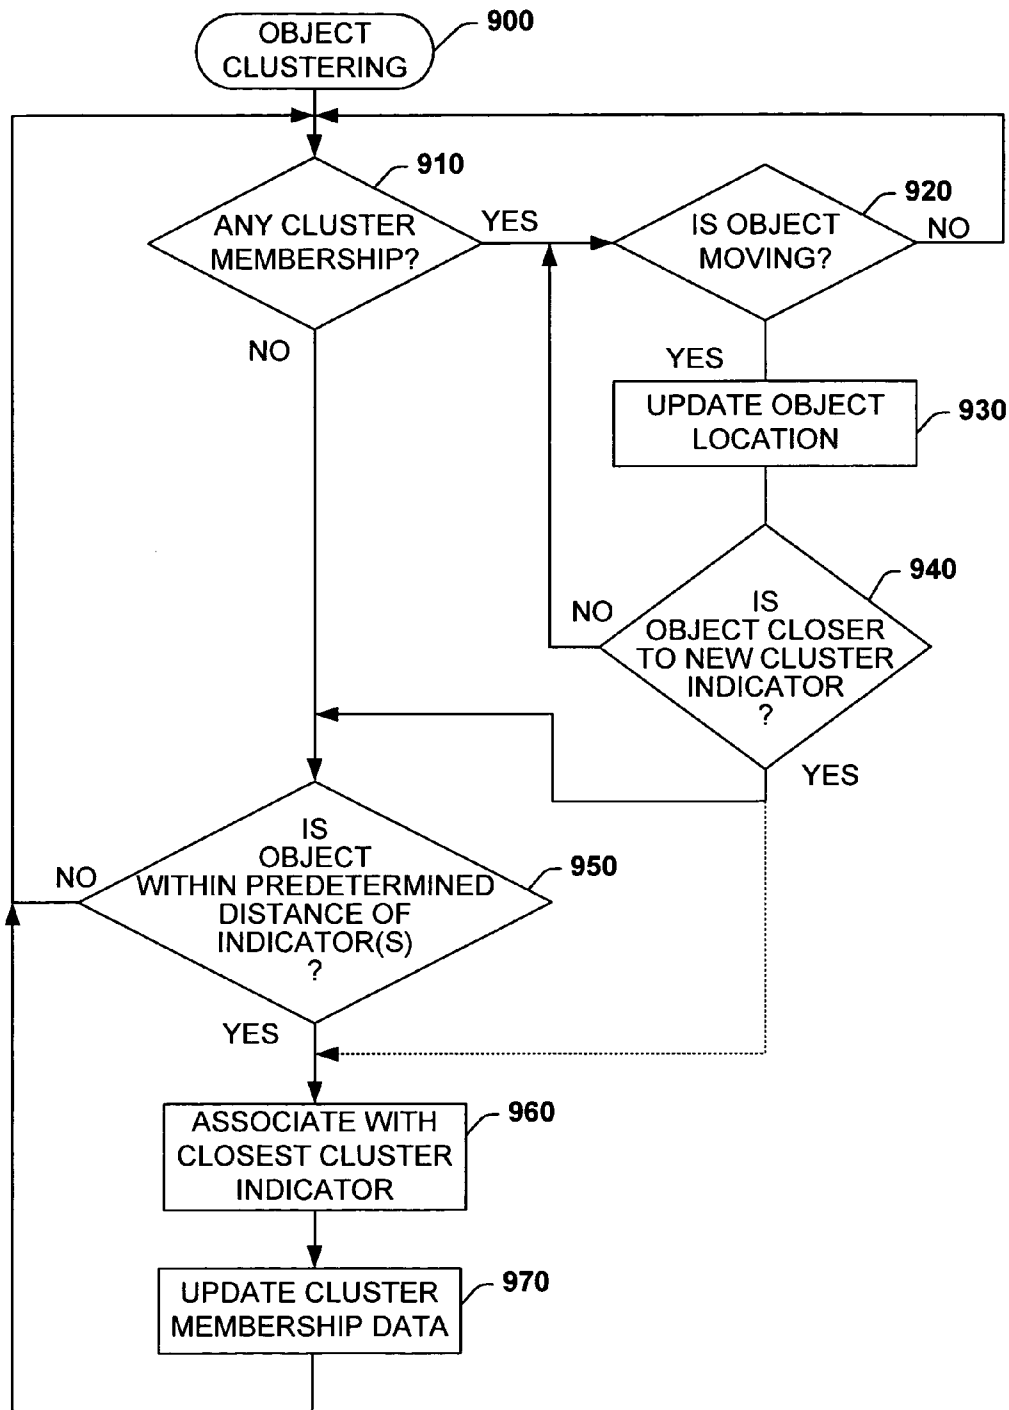 OBJECT
CLUSTERING
900
910
ANY CLUSTER
MEMBERSHIP?
YES
NO
920
IS OBJECT
MOVING?
NO
YES
UPDATE OBJECT
LOCATION
930
940
IS
OBJECT CLOSER
TO NEW CLUSTER
INDICATOR
?
NO
YES
950
IS
OBJECT
WITHIN PREDETERMINED
DISTANCE OF
INDICATOR(S)
?
NO
YES
ASSOCIATE WITH
CLOSEST CLUSTER
INDICATOR
960
UPDATE CLUSTER
MEMBERSHIP DATA
970